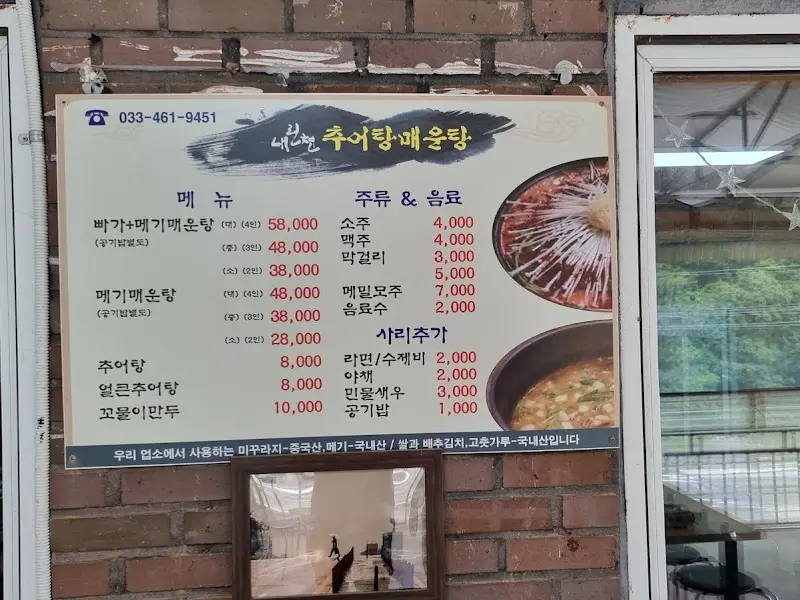 ☎ 033-461-9451
내린천 추어탕·매운탕
메 뉴
빠가+메기매운탕 (대) (4인) 58,000
(공기밥별도)
(중) (3인) 48,000
(소) (2인) 38,000
메기매운탕 (대) (4인) 48,000
(공기밥별도)
(중) (3인) 38,000
(소) (2인) 28,000
추어탕 8,000
얼큰추어탕 8,000
꼬물이만두 10,000
주류 & 음료
소주 4,000
맥주 4,000
막걸리 3,000
5,000
메밀모주 7,000
음료수 2,000
사리추가
라면/수제비 2,000
야채 2,000
민물새우 3,000
공기밥 1,000
우리 업소에서 사용하는 미꾸라지-중국산,메기-국내산 / 쌀과 배추김치,고춧가루-국내산입니다